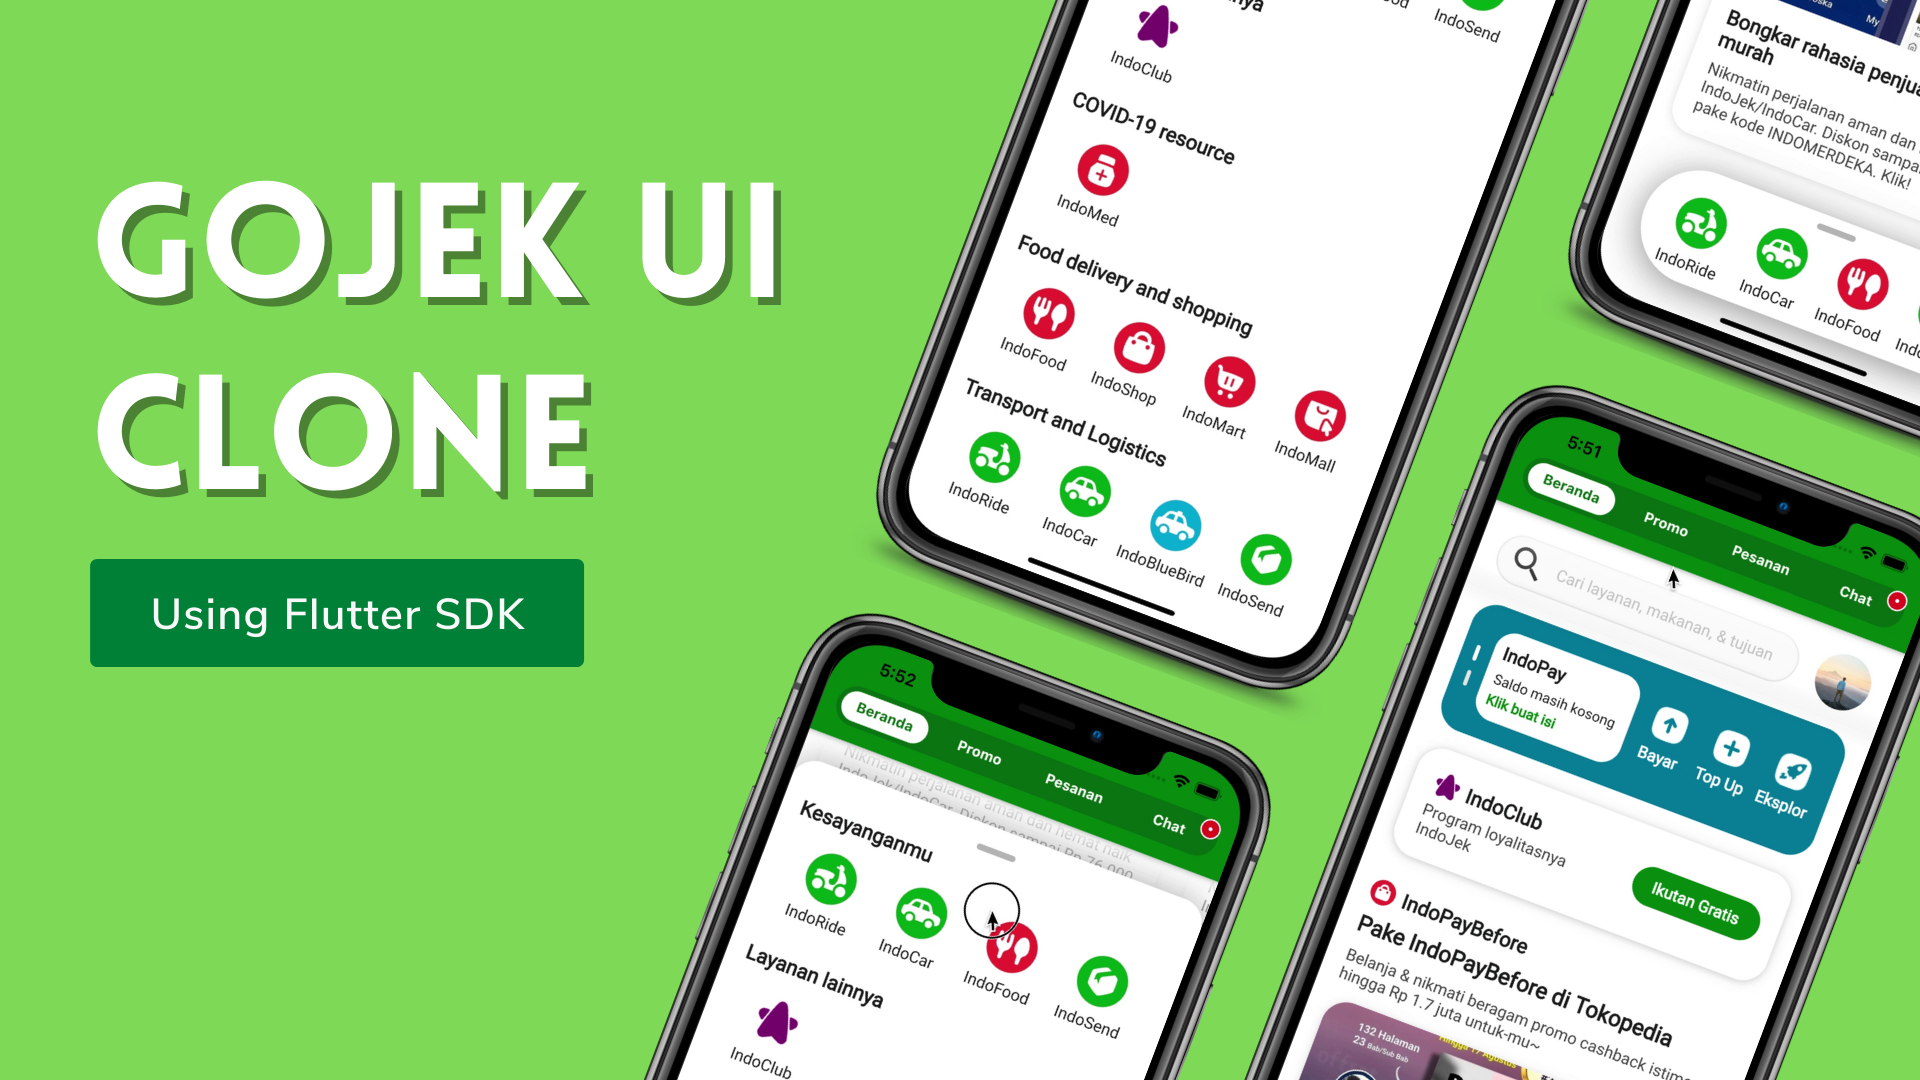 GOJEK UI
CLONE
Using Flutter SDK
IndoSend
IndoClub
COVID-19 resource
IndoMed
Food delivery and shopping
IndoFood
IndoShop
IndoMart
IndoMall
Transport and Logistics
IndoRide
IndoCar
IndoBlueBird
IndoSend
Bongkar rahasia
murah
Nikmatin perjalanan aman dan
IndoJek/IndoCar. Diskon
pake kode INDOMERDEKA. Klik!
IndoRide
IndoCar
IndoFood
5:52
Beranda
Promo
Pesanan
Chat
Nikmatin perjalanan aman dan hemat naik
IndoJek/IndoCar. Diskon sampai Rp 76.000
Kesayanganmu
IndoRide
IndoCar
IndoFood
IndoSend
Layanan lainnya
IndoClub
5:51
Beranda
Promo
Pesanan
Chat
Cari layanan, makanan, & tujuan
IndoPay
Saldo masih kosong
Klik buat isi
Bayar
Top Up
Eksplor
IndoClub
Program loyalitasnya
IndoJek
Ikutan Gratis
IndoPayBefore
Pake IndoPayBefore di Tokopedia
Belanja & nikmati beragam promo cashback
hingga Rp 1.7 juta untuk-mu~
132 Halaman
23 Bab/Sub Bab
Hingga 17 Agustus